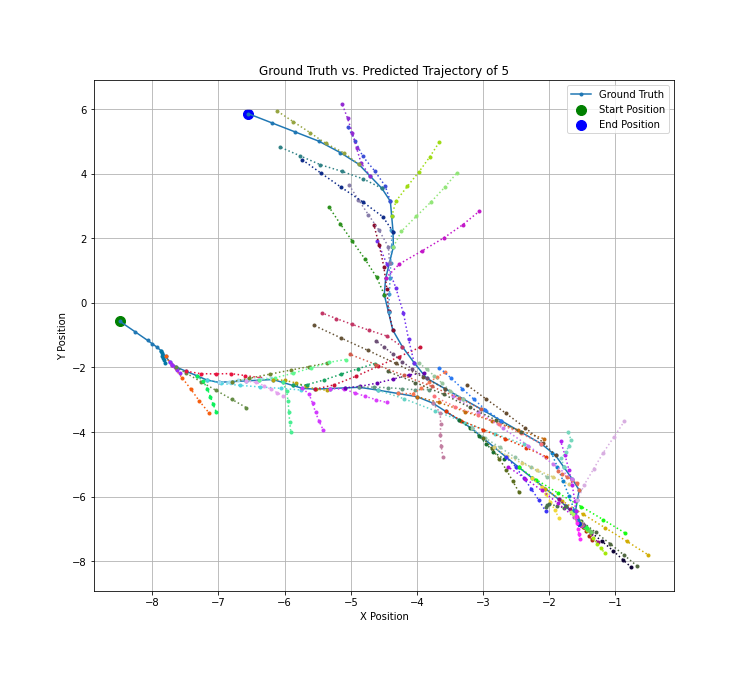 Ground Truth vs. Predicted Trajectory of 5
Ground Truth
Start Position
End Position
Y Position
6
4
2
0
−2
−4
−6
−8
−8 −7 −6 −5 −4 −3 −2 −1
X Position